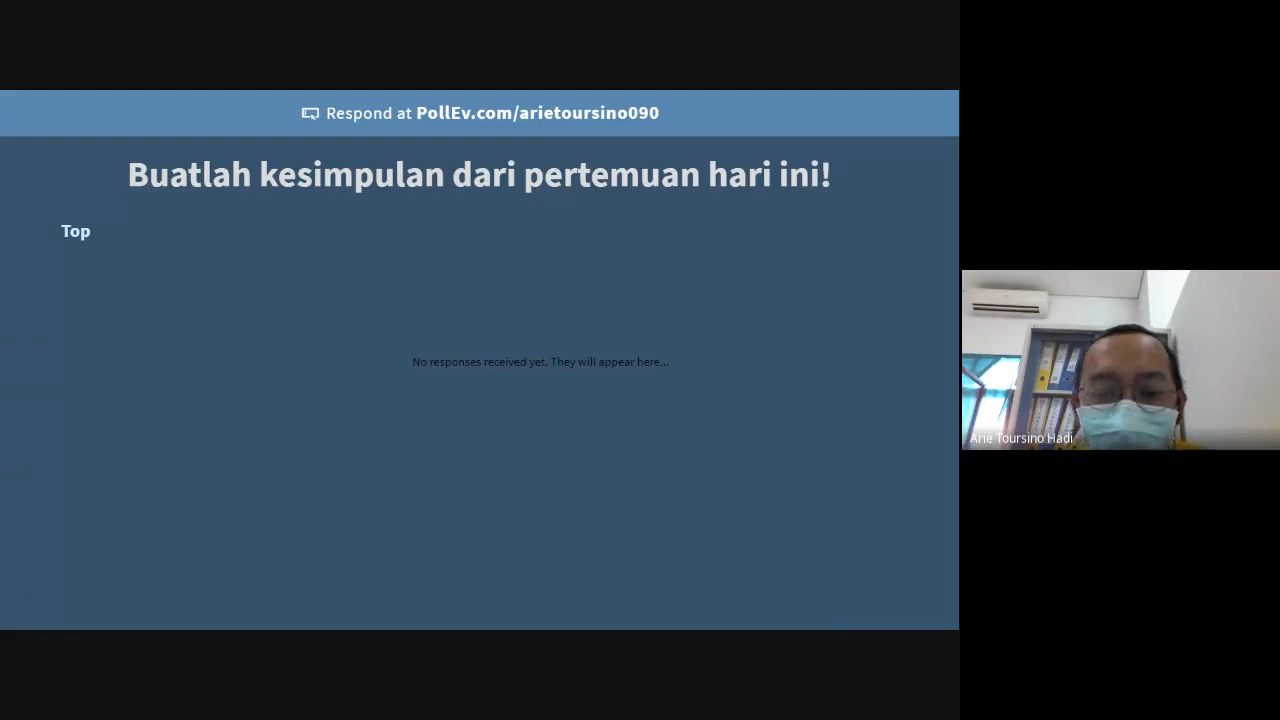 Respond at PollEv.com/arietoursino090
Buatlah kesimpulan dari pertemuan hari ini!
Top
No responses received yet. They will appear here...
Arie Toursino Hadi